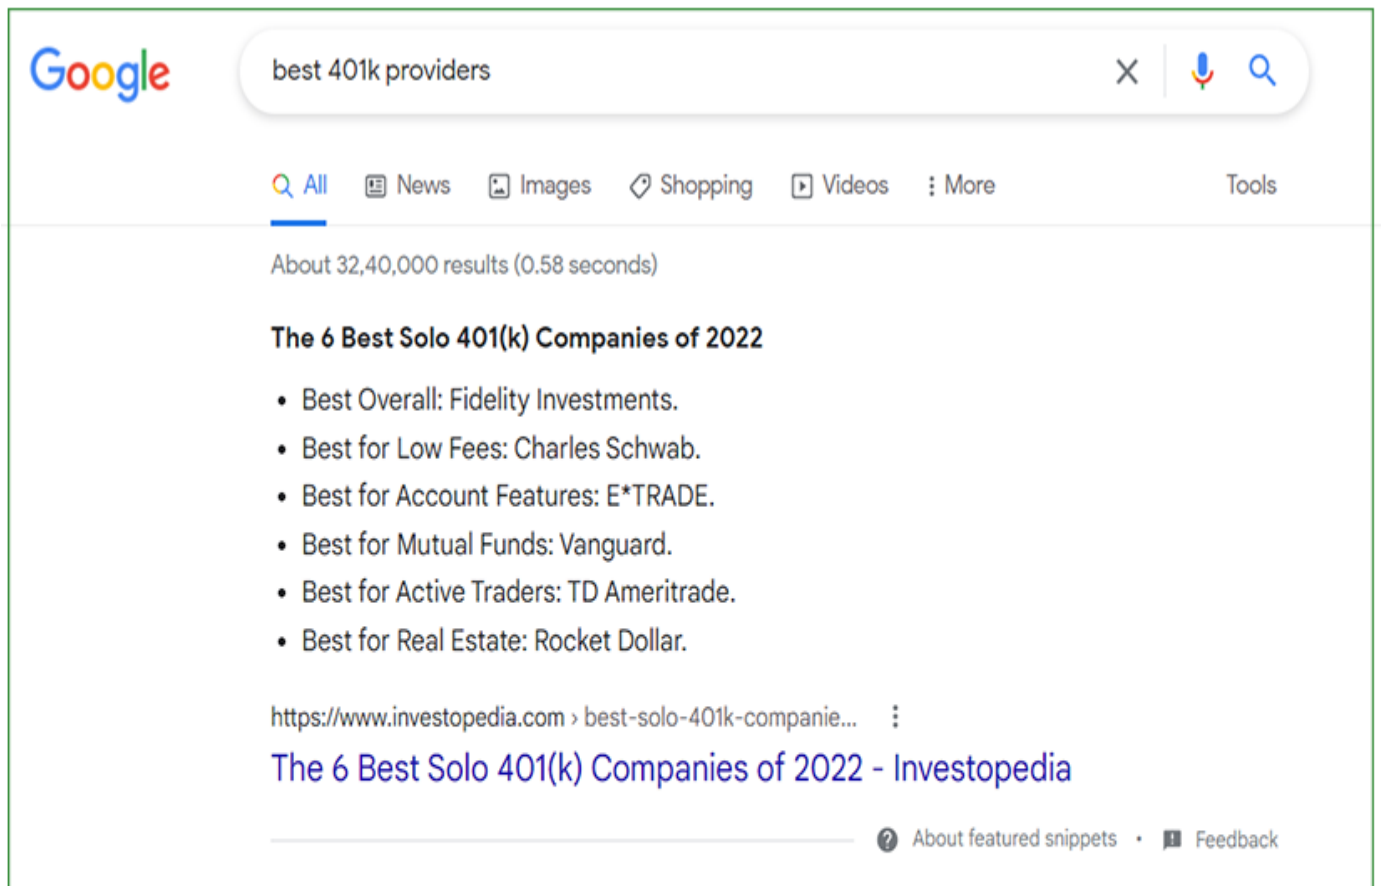 Google
best 401k providers
All News Images Shopping Videos More Tools
About 32,40,000 results (0.58 seconds)
The 6 Best Solo 401(k) Companies of 2022
• Best Overall: Fidelity Investments.
• Best for Low Fees: Charles Schwab.
• Best for Account Features: E*TRADE.
• Best for Mutual Funds: Vanguard.
• Best for Active Traders: TD Ameritrade.
• Best for Real Estate: Rocket Dollar.
https://www.investopedia.com › best-solo-401k-companie...
The 6 Best Solo 401(k) Companies of 2022 - Investopedia
About featured snippets • Feedback